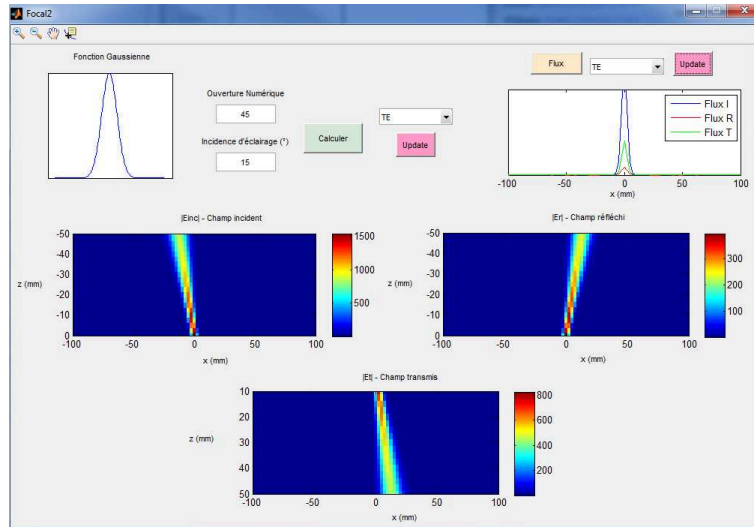 Focal2
Fonction Gaussienne
Ouverture Numérique
45
Incidence d'éclairage (°)
15
Calculer
TE
Update
Flux
TE
Update
Flux I
Flux R
Flux T
-100 -50 0 50 100
x (mm)
|Einc| - Champ incident
z (mm)
-50
-40
-30
-20
-10
0
-100 -50 0 50 100
x (mm)
1500
1000
500
|Er| - Champ réfléchi
z (mm)
-50
-40
-30
-20
-10
0
-100 -50 0 50 100
x (mm)
300
200
100
|Et| - Champ transmis
z (mm)
10
20
30
40
50
-100 -50 0 50 100
x (mm)
800
600
400
200